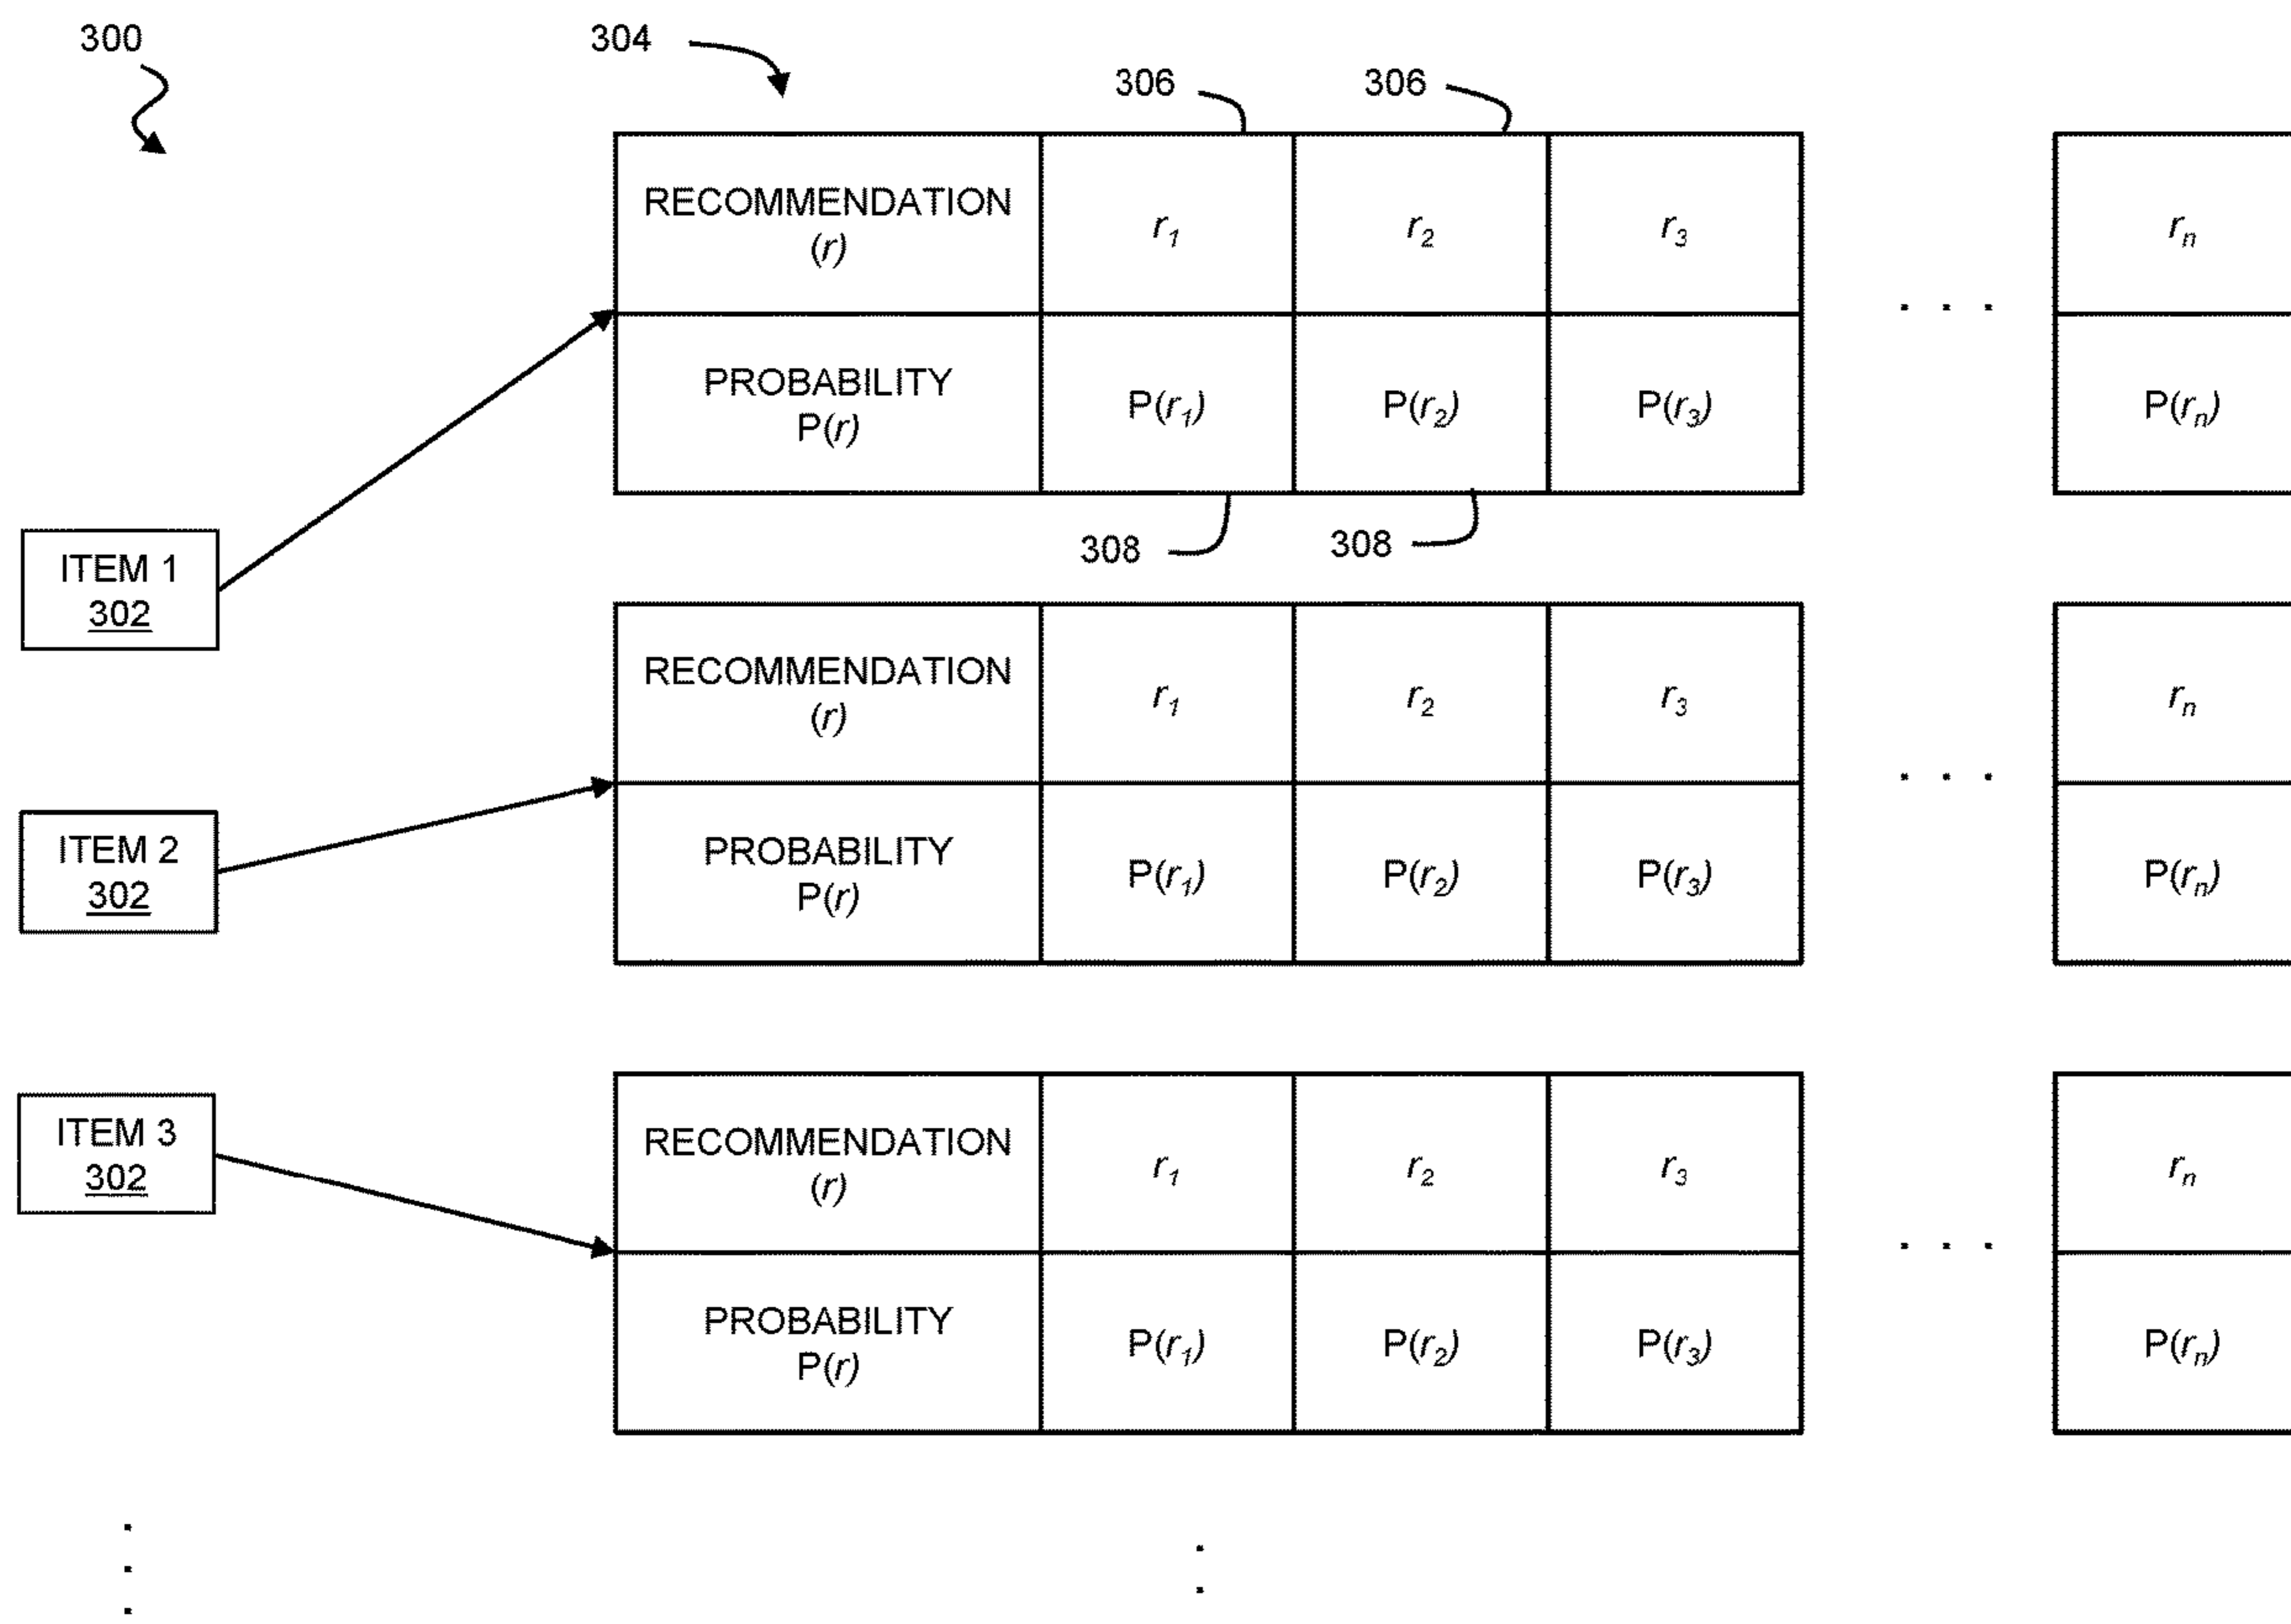 300
304
306
306
RECOMMENDATION
(r)
r1
r2
r3
. . .
rn
PROBABILITY
P(r)
P(r1)
P(r2)
P(r3)
P(rn)
308
308
ITEM 1
302
RECOMMENDATION
(r)
r1
r2
r3
. . .
rn
PROBABILITY
P(r)
P(r1)
P(r2)
P(r3)
P(rn)
ITEM 2
302
RECOMMENDATION
(r)
r1
r2
r3
. . .
rn
PROBABILITY
P(r)
P(r1)
P(r2)
P(r3)
P(rn)
ITEM 3
302